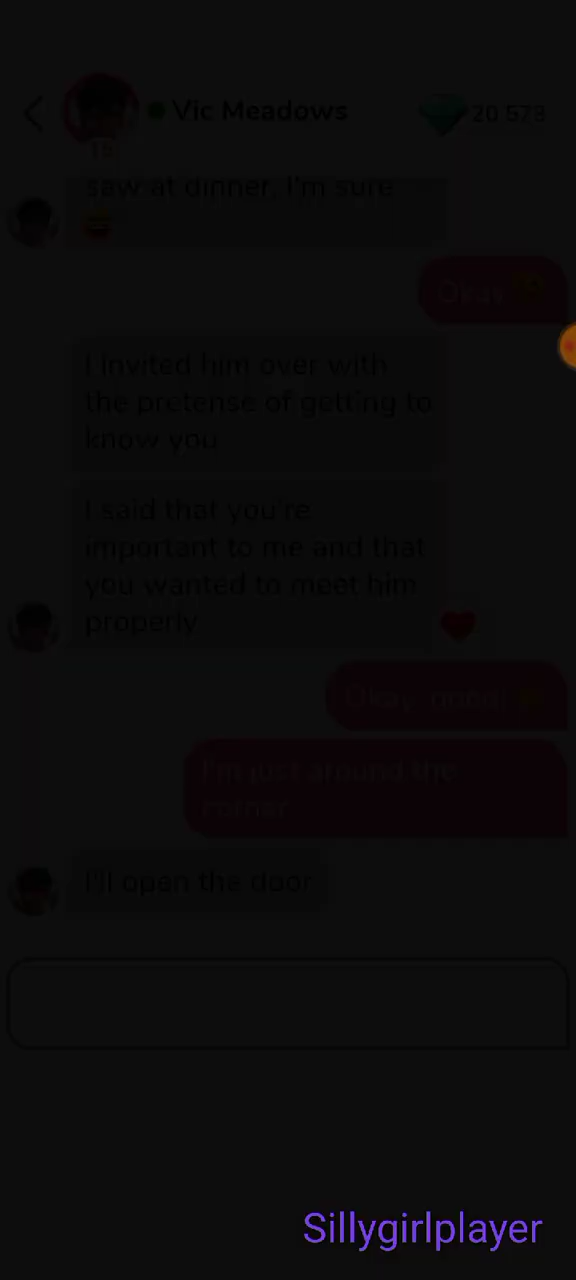 Vic Meadows
20 573
18
saw at dinner, I'm sure
Okay
I invited him over with
the pretense of getting to
know you
I said that you're
important to me and that
you wanted to meet him
properly
Okay, good
I'm just around the
corner
I'll open the door
Sillygirlplayer